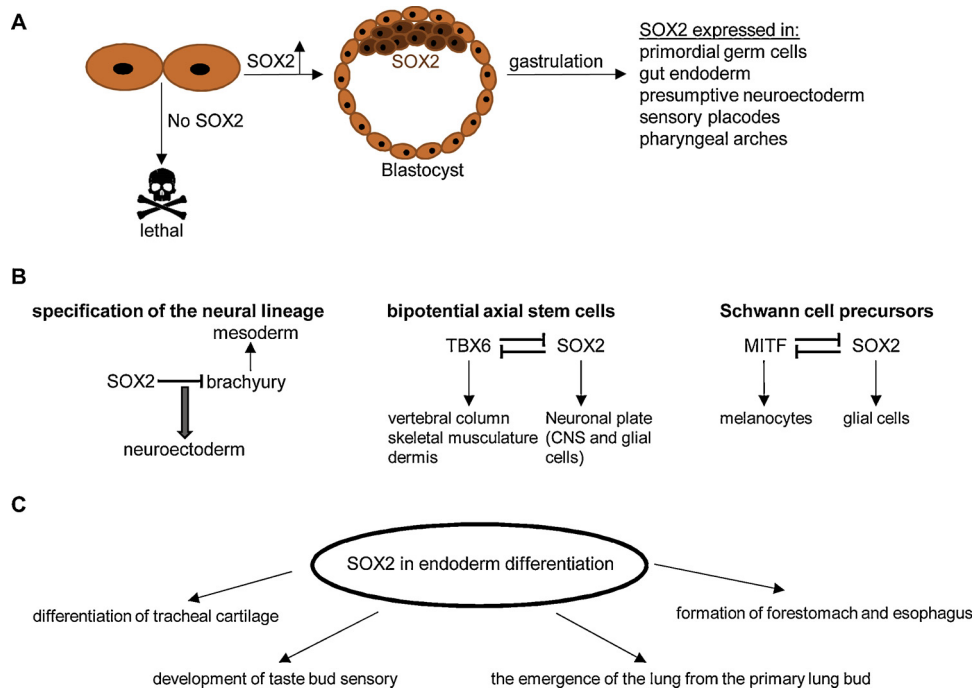 A
SOX2
No SOX2
lethal
SOX2
Blastocyst
gastrulation
SOX2 expressed in:
primordial germ cells
gut endoderm
presumptive neuroectoderm
sensory placodes
pharyngeal arches
B
specification of the neural lineage
mesoderm
SOX2
brachyury
neuroectoderm
bipotential axial stem cells
TBX6
SOX2
vertebral column
skeletal musculature
dermis
Neuronal plate
(CNS and glial
cells)
Schwann cell precursors
MITF
SOX2
melanocytes
glial cells
C
SOX2 in endoderm differentiation
differentiation of tracheal cartilage
formation of forestomach and esophagus
development of taste bud sensory
the emergence of the lung from the primary lung bud